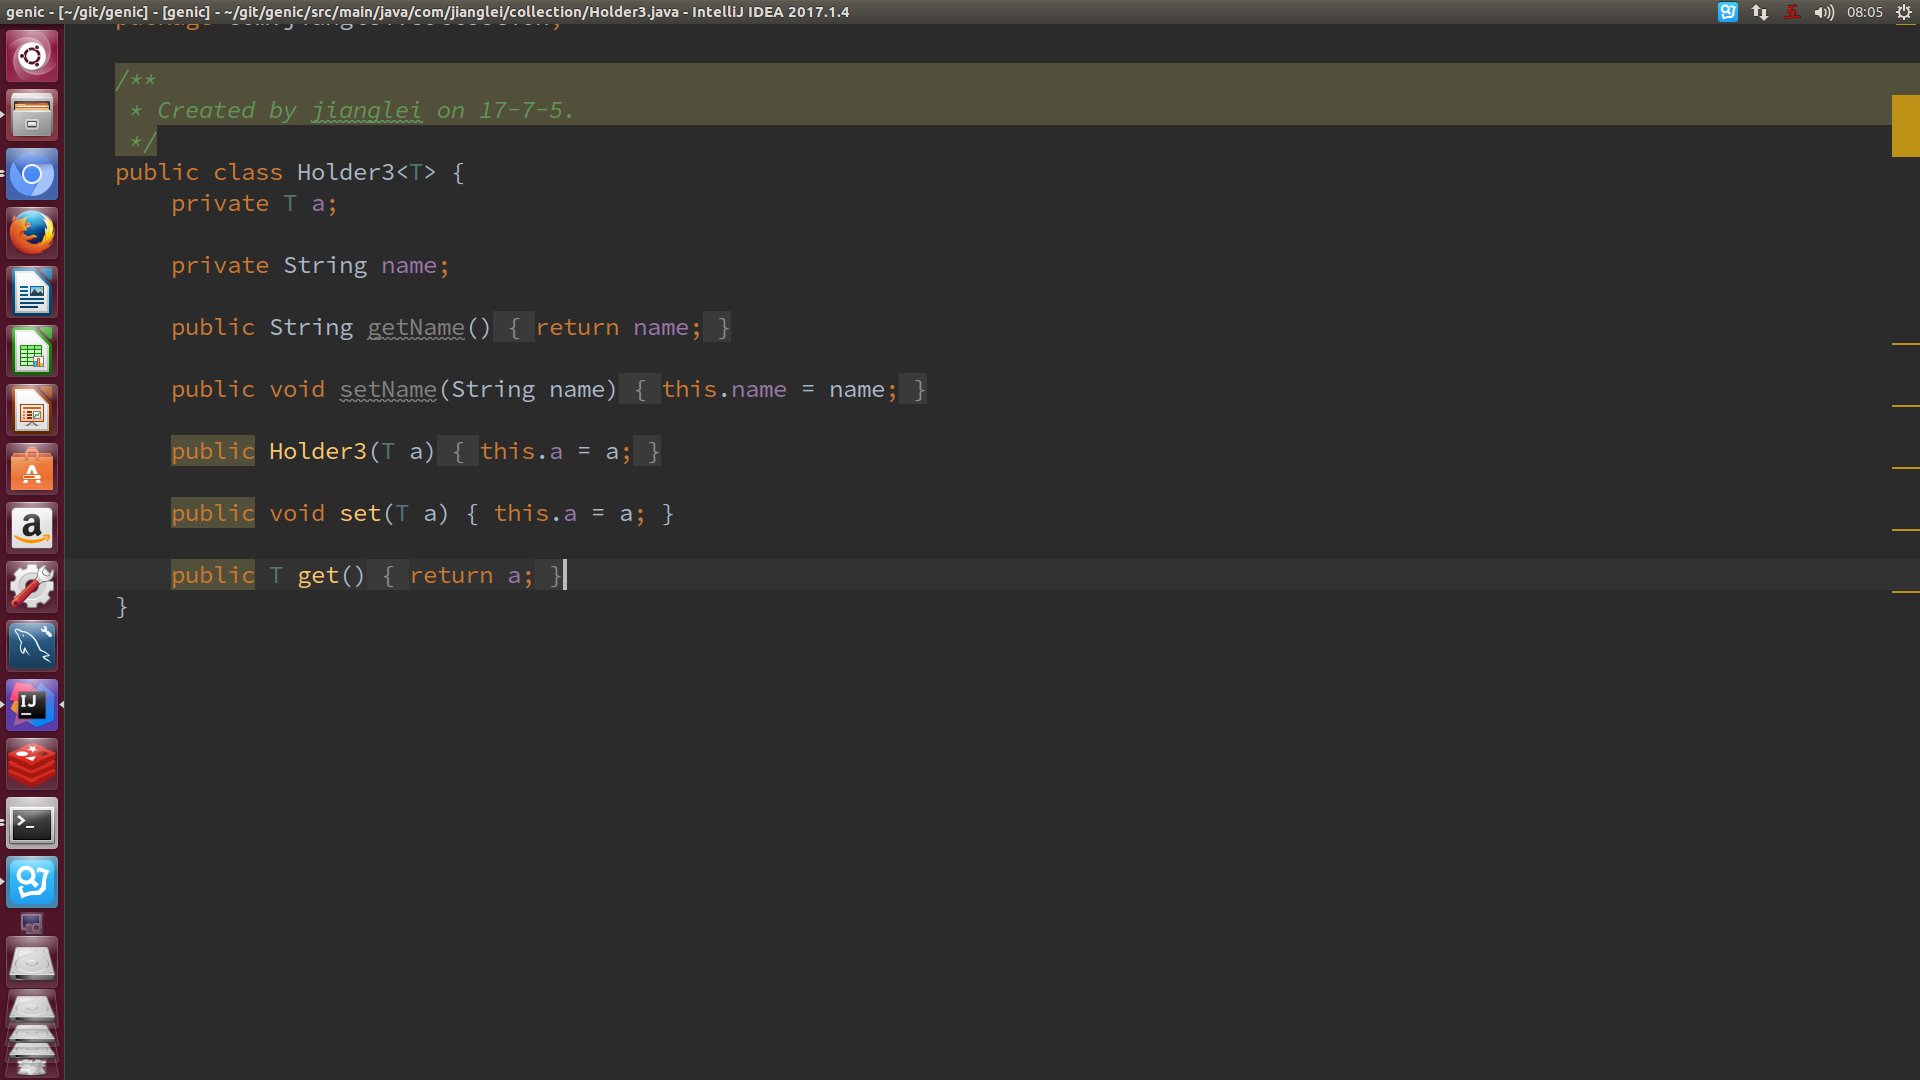 genic - [~/git/genic] - [genic] - ~/git/genic/src/main/java/com/jianglei/collection/Holder3.java - IntelliJ IDEA 2017.1.4
五
08:05
/**
 * Created by jianglei on 17-7-5.
 */
public class Holder3<T> {
    private T a;
    private String name;
    public String getName() { return name; }
    public void setName(String name) { this.name = name; }
    public Holder3(T a) { this.a = a; }
    public void set(T a) { this.a = a; }
    public T get() { return a; }
}
A
a
IJ
>_